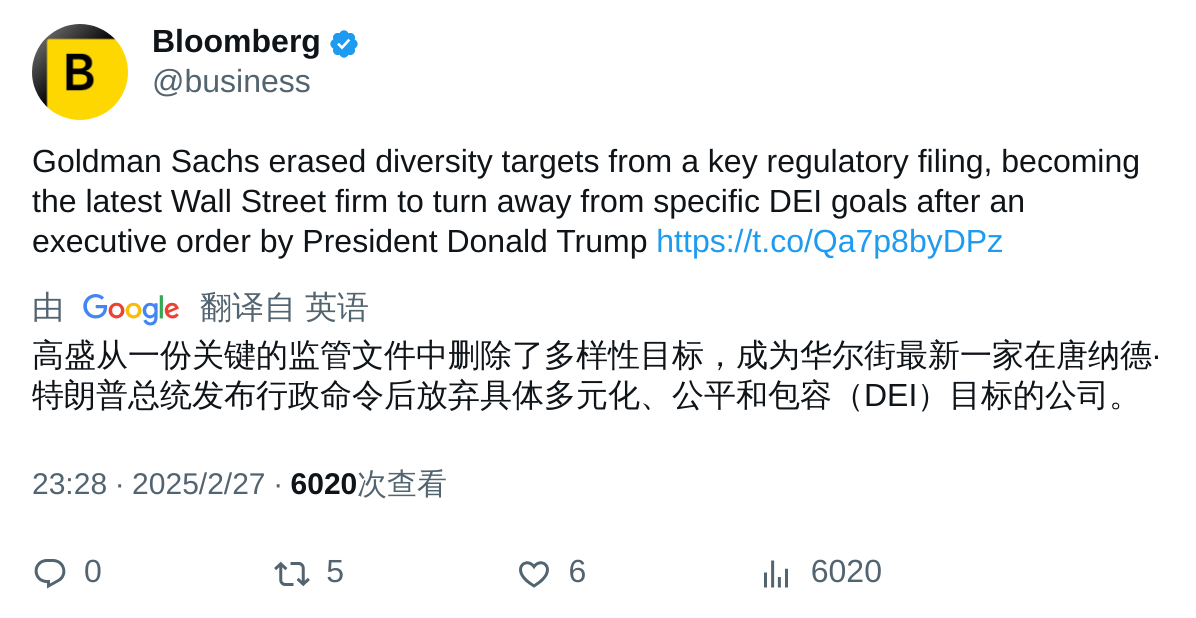 B
Bloomberg
@business
Goldman Sachs erased diversity targets from a key regulatory filing, becoming
the latest Wall Street firm to turn away from specific DEI goals after an
executive order by President Donald Trump https://t.co/Qa7p8byDPz
由 Google 翻译自 英语
高盛从一份关键的监管文件中删除了多样性目标，成为华尔街最新一家在唐纳德·
特朗普总统发布行政命令后放弃具体多元化、公平和包容（DEI）目标的公司。
23:28 · 2025/2/27 · 6020次查看
0 5 6 6020